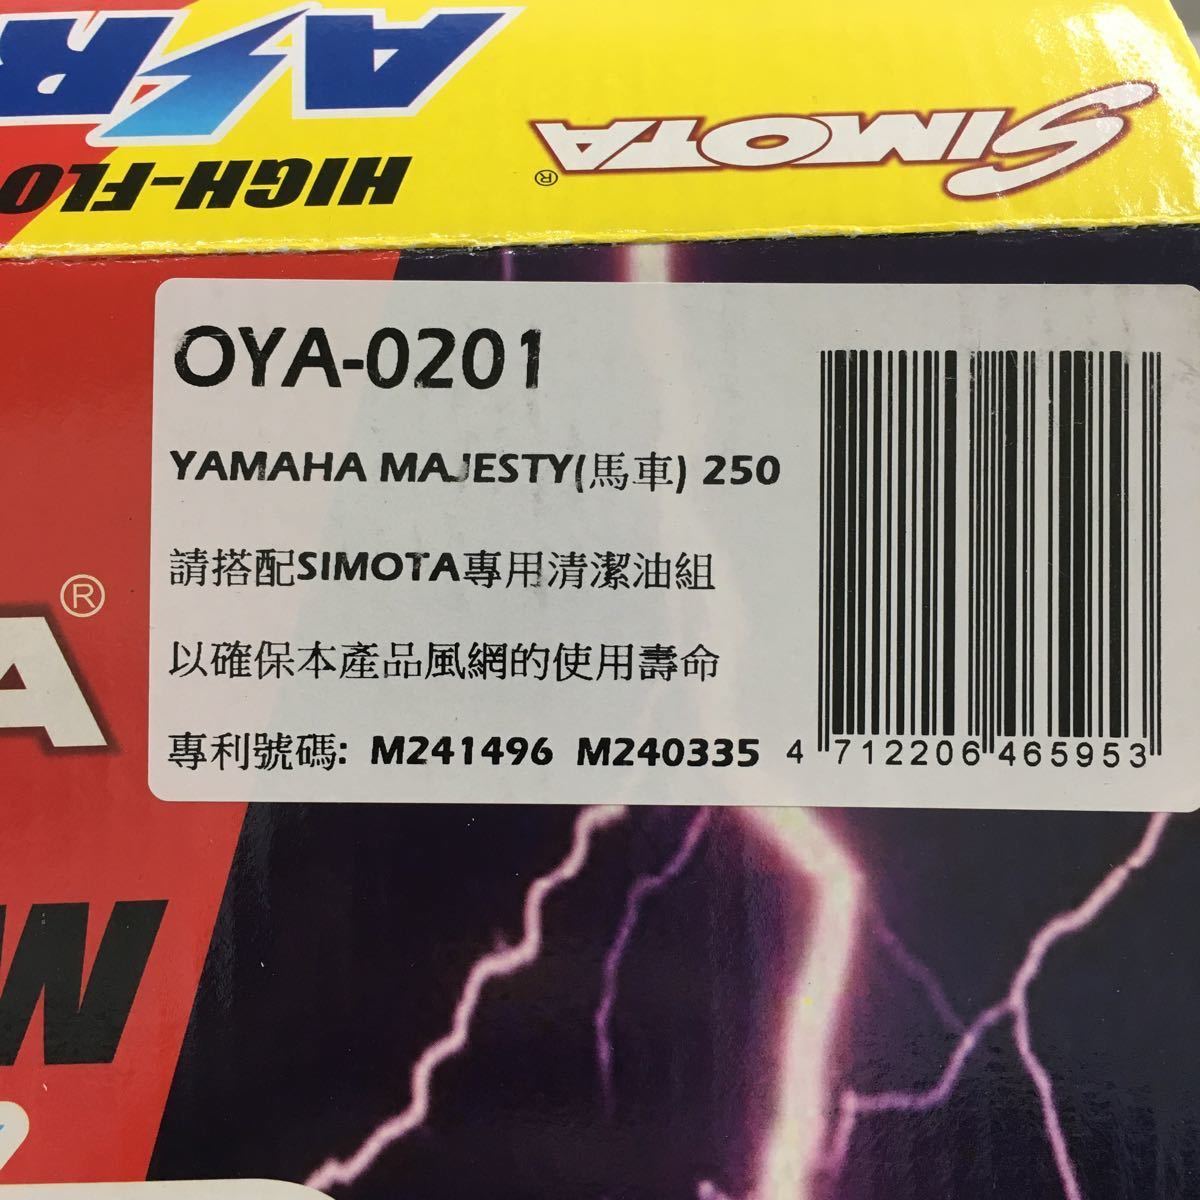 SIMOTA®
AIR
HIGH-FLO
OYA-0201
YAMAHA MAJESTY(馬車) 250
請搭配SIMOTA專用清潔油組
以確保本產品風網的使用壽命
專利號碼: M241496 M240335
4 712206 465953
A®
W